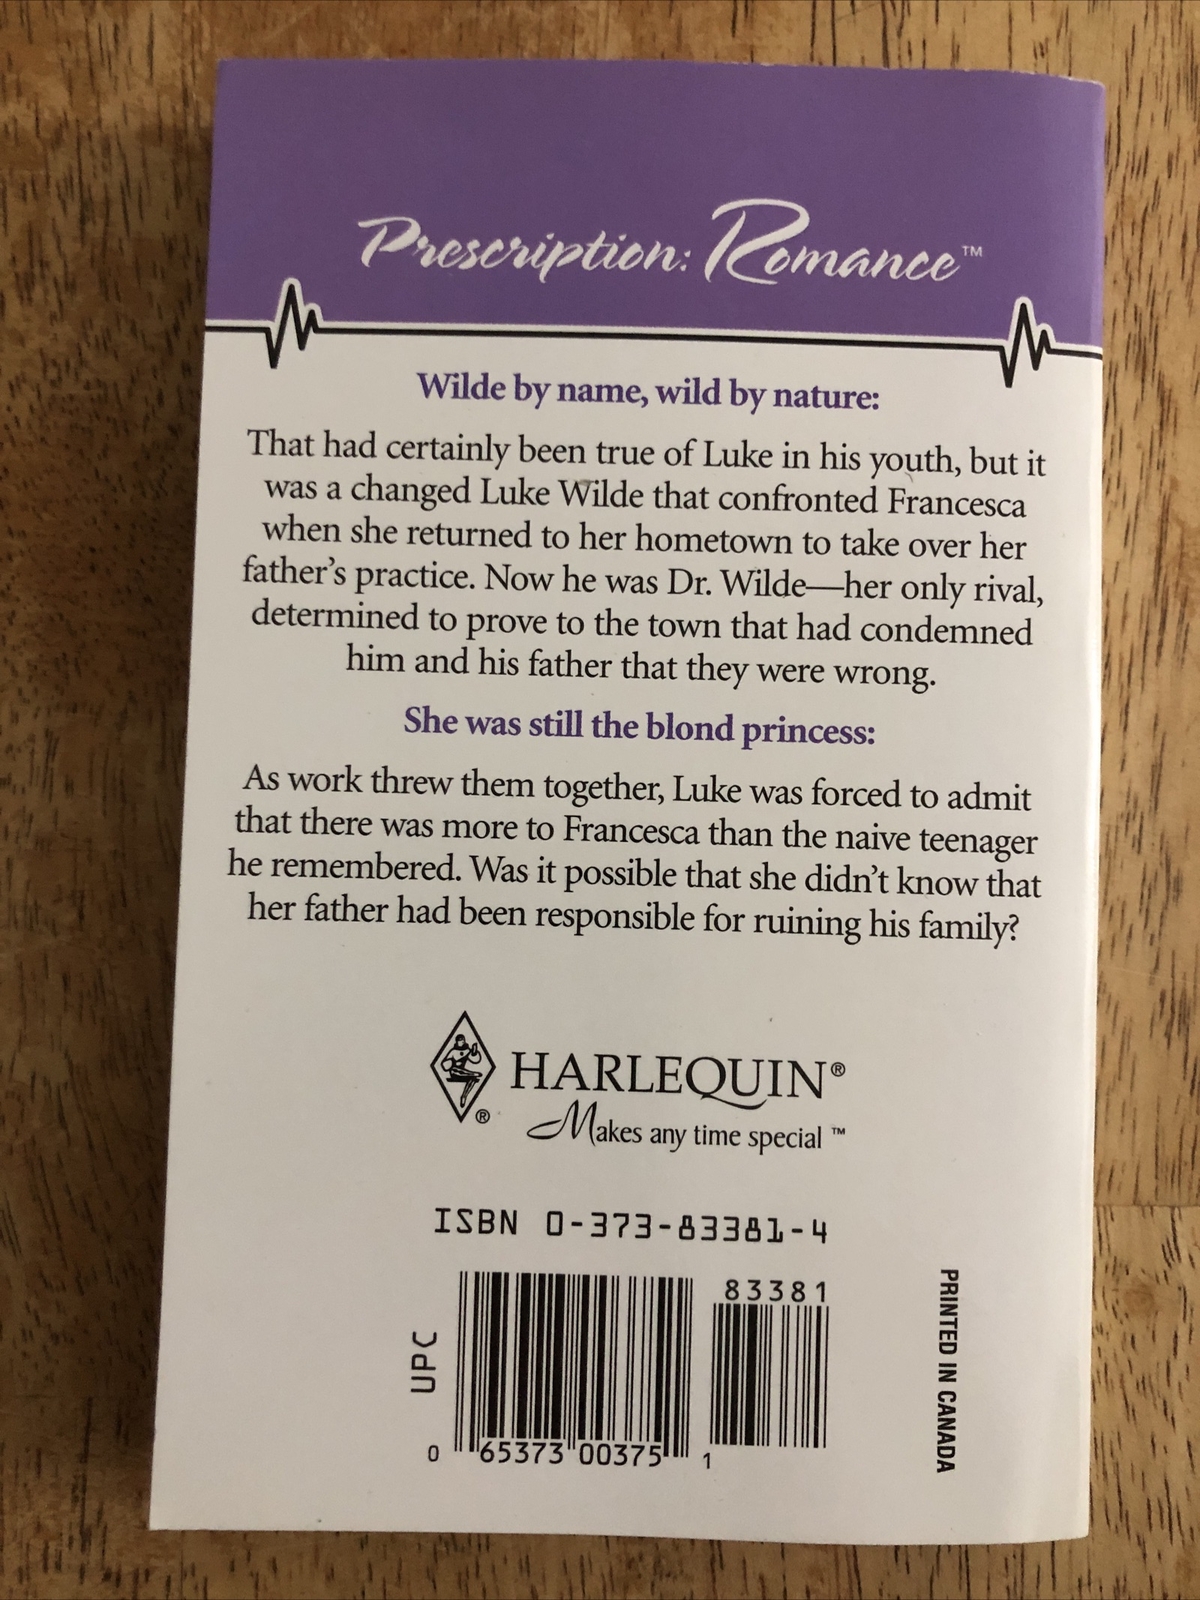 Prescription: Romance™
Wilde by name, wild by nature:
That had certainly been true of Luke in his youth, but it
was a changed Luke Wilde that confronted Francesca
when she returned to her hometown to take over her
father's practice. Now he was Dr. Wilde—her only rival,
determined to prove to the town that had condemned
him and his father that they were wrong.
She was still the blond princess:
As work threw them together, Luke was forced to admit
that there was more to Francesca than the naive teenager
he remembered. Was it possible that she didn't know that
her father had been responsible for ruining his family?
HARLEQUIN®
®
Makes any time special ™
ISBN 0-373-83381-4
83381
UPC
0 65373 00375 1
PRINTED IN CANADA